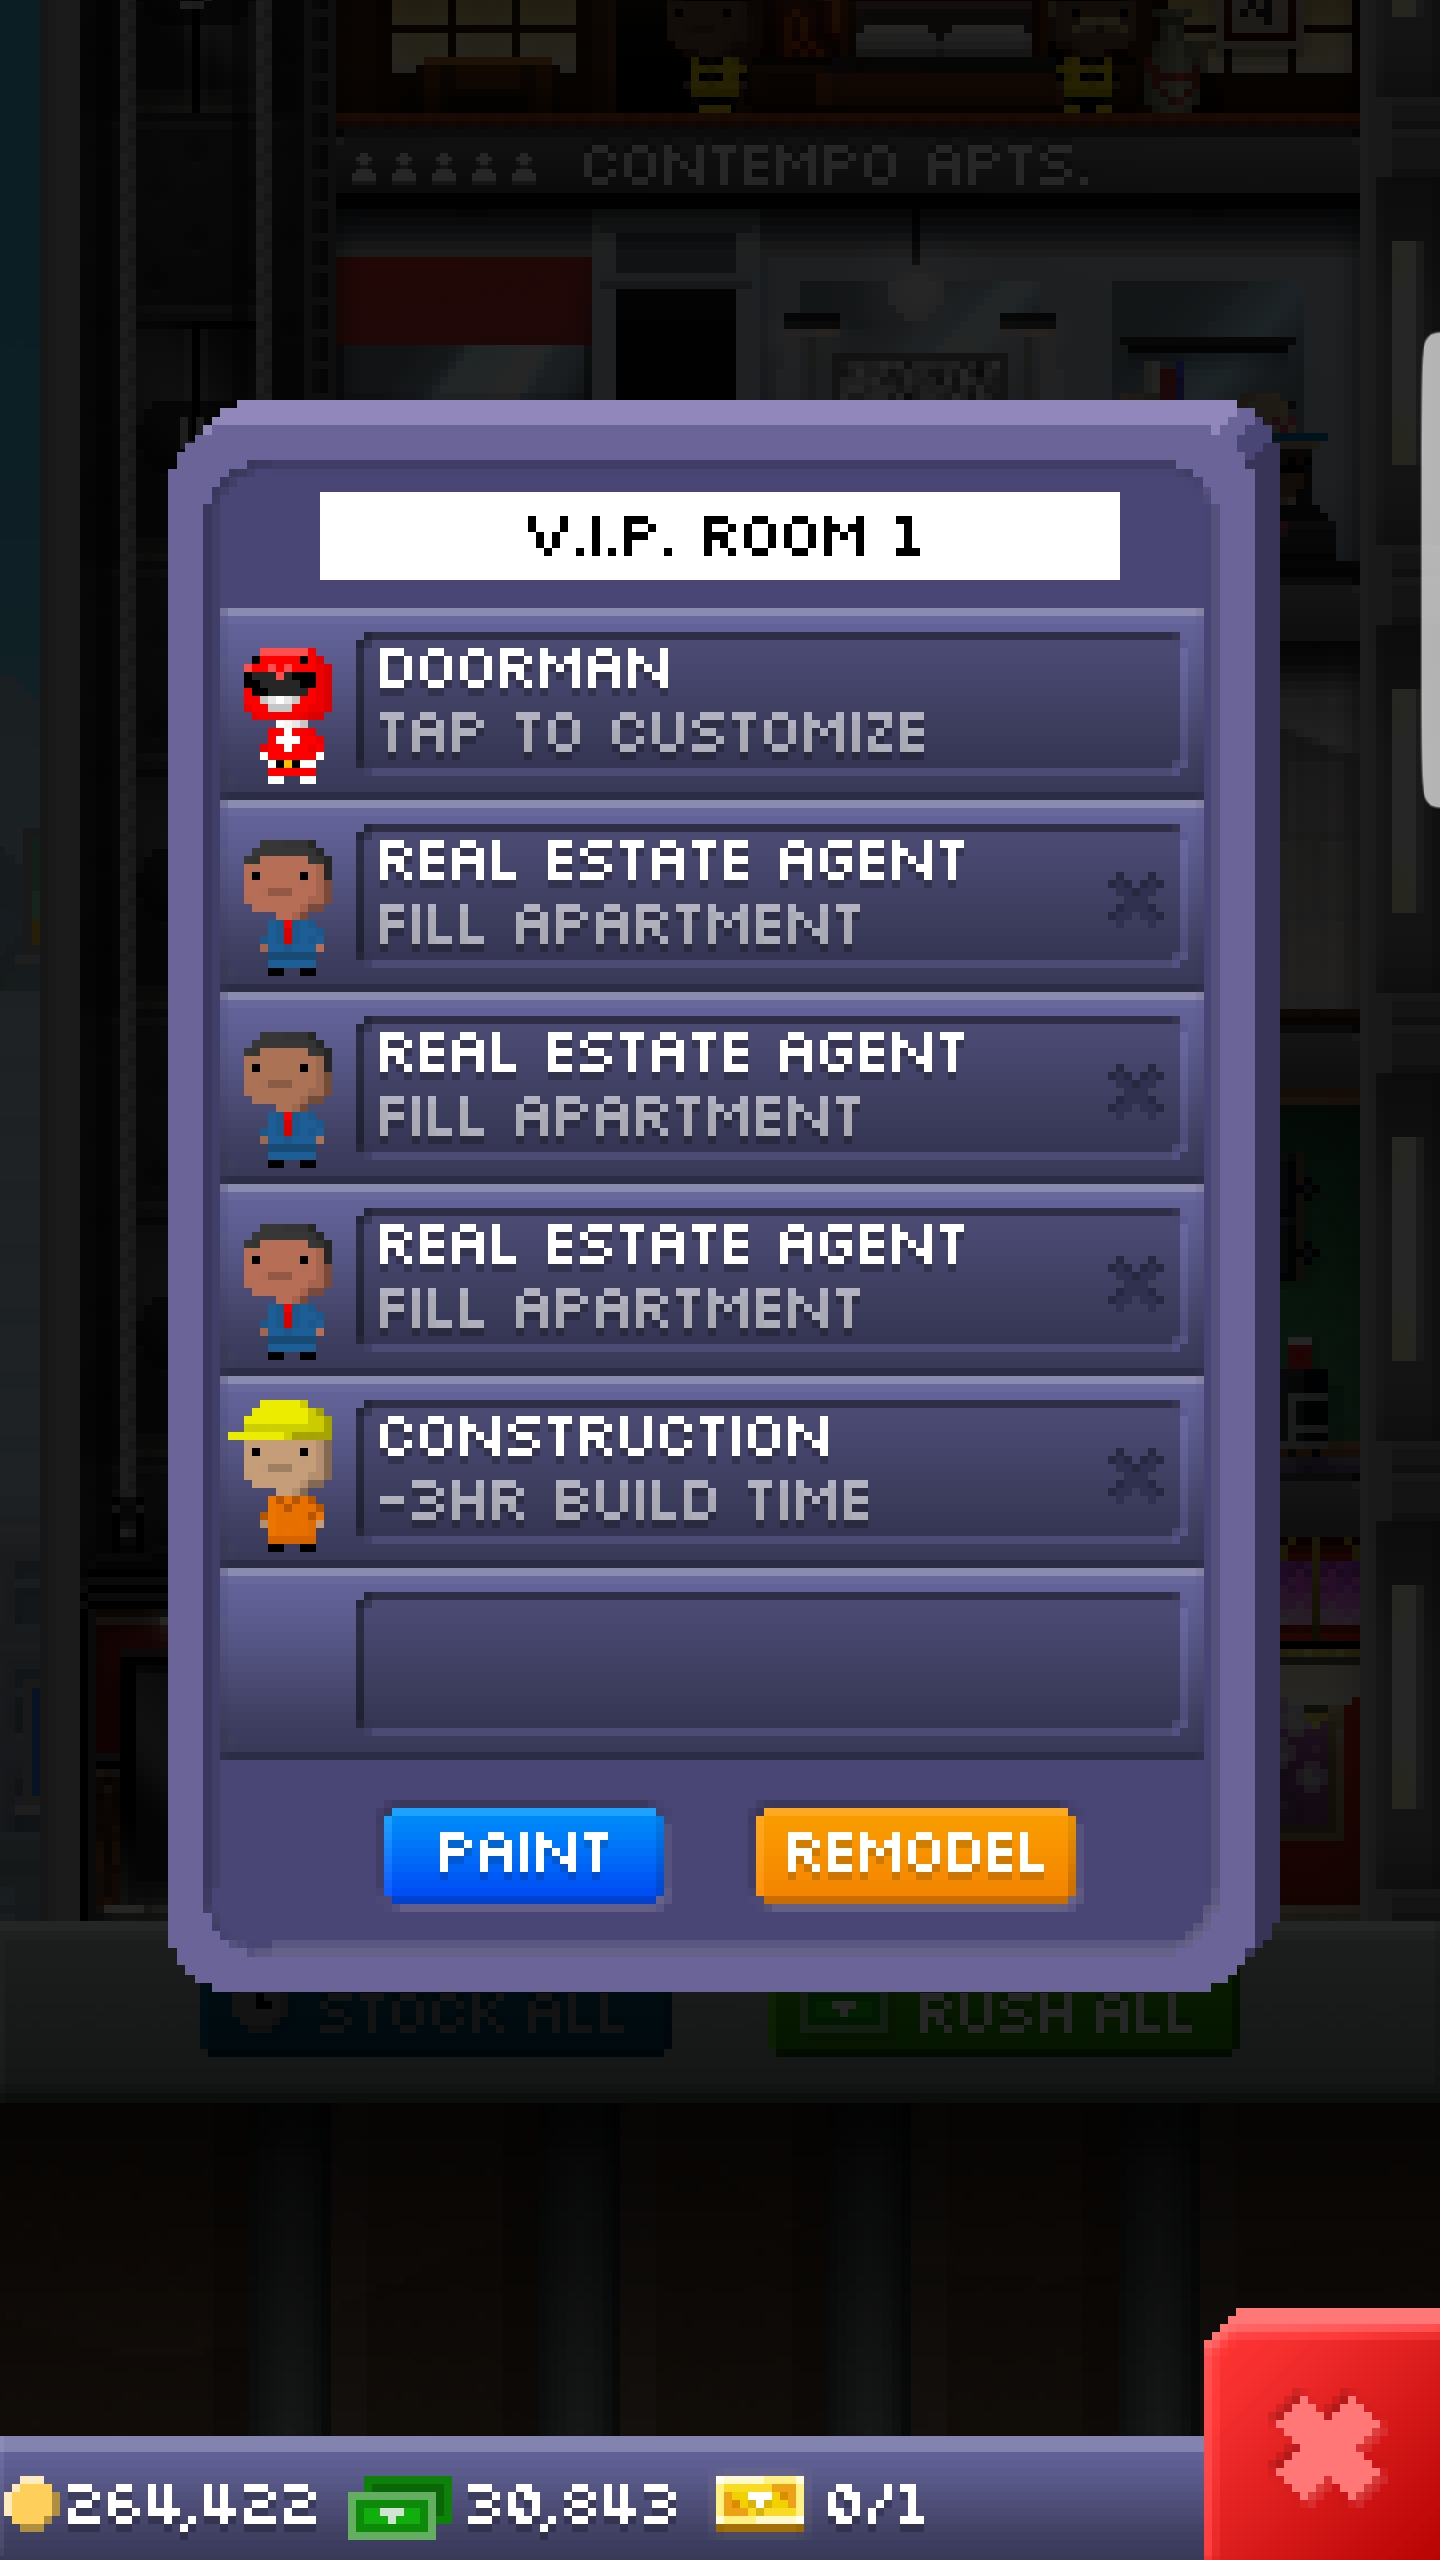 CONTEMPO APTS.
V.I.P. ROOM 1
DOORMAN
TAP TO CUSTOMIZE
REAL ESTATE AGENT
FILL APARTMENT
REAL ESTATE AGENT
FILL APARTMENT
REAL ESTATE AGENT
FILL APARTMENT
CONSTRUCTION
-3HR BUILD TIME
PAINT REMODEL
STOCK ALL RUSH ALL
264,422 30,843 0/1